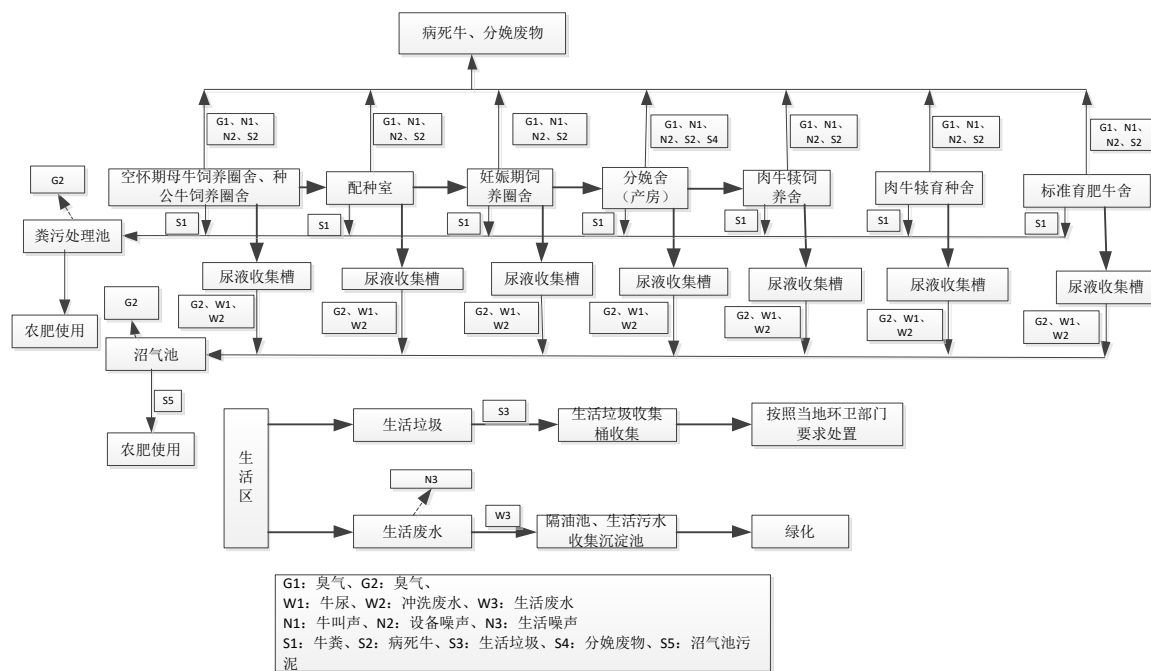 病死牛、分娩废物
G1、N1、
N2、S2
G1、N1、
N2、S2
G1、N1、
N2、S2
G1、N1、
N2、S2、S4
G1、N1、
N2、S2
G1、N1、
N2、S2
G1、N1、
N2、S2
G2
空怀期母牛饲养圈舍、种
公牛饲养圈舍
配种室
妊娠期饲
养圈舍
分娩舍
（产房）
肉牛犊饲
养舍
肉牛犊育种舍
标准育肥牛舍
S1
S1
S1
S1
S1
S1
S1
粪污处理池
尿液收集槽
尿液收集槽
尿液收集槽
尿液收集槽
尿液收集槽
尿液收集槽
尿液收集槽
G2
G2、W1、
W2
G2、W1、
W2
G2、W1、
W2
G2、W1、
W2
G2、W1、
W2
G2、W1、
W2
G2、W1、
W2
农肥使用
沼气池
S5
农肥使用
生活区
生活垃圾
S3
生活垃圾收集
桶收集
按照当地环卫部门
要求处置
N3
生活废水
W3
隔油池、生活污水
收集沉淀池
绿化
G1：臭气、G2：臭气、
W1：牛尿、W2：冲洗废水、W3：生活废水
N1：牛叫声、N2：设备噪声、N3：生活噪声
S1：牛粪、S2：病死牛、S3：生活垃圾、S4：分娩废物、S5：沼气池污
泥